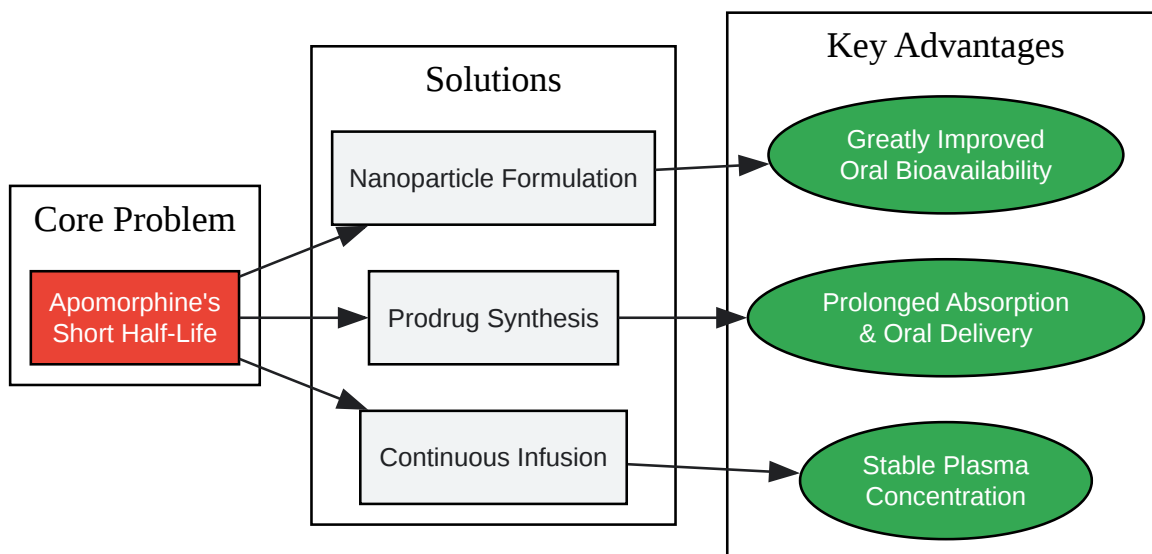 Core Problem
Apomorphine's
Short Half-Life
Solutions
Nanoparticle Formulation
Prodrug Synthesis
Continuous Infusion
Key Advantages
Greatly Improved
Oral Bioavailability
Prolonged Absorption
& Oral Delivery
Stable Plasma
Concentration